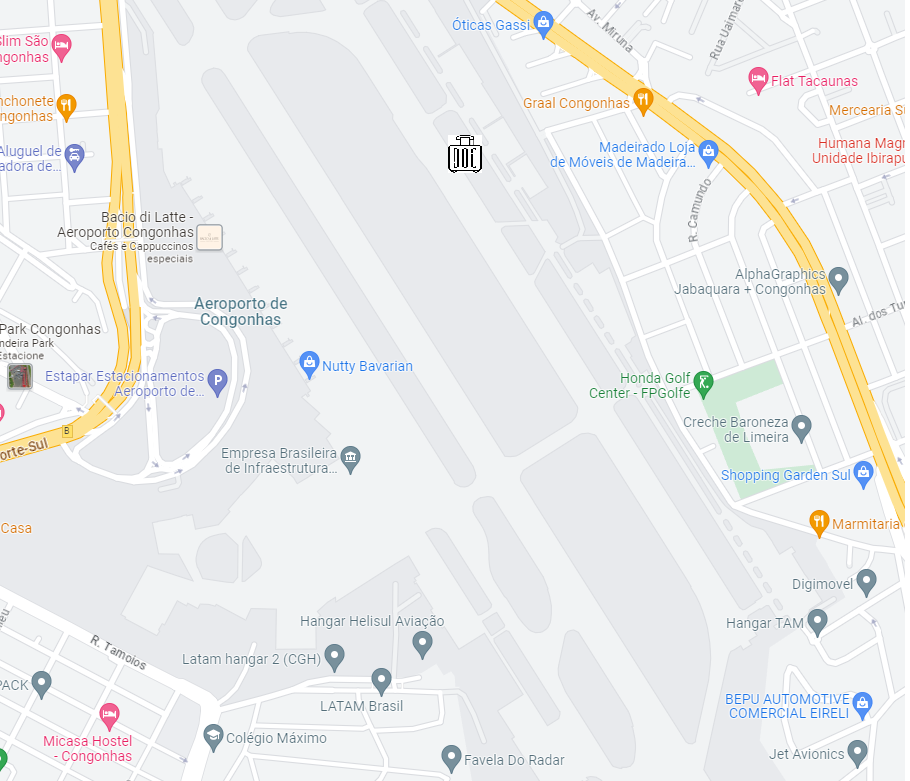 Óticas Gassi
Av. Miruna
Rua Uaimaré
Slim São
ngonhas
Flat Tacaunas
nchonete
ongonhas
Graal Congonhas
Mercearia
Humana Magn
Unidade Ibirapu
Aluguel de
adora de...
Madeirado Loja
de Móveis de Madeira...
R. Camundo
Bacio di Latte -
Aeroporto Congonhas
Cafés e Cappuccinos
especiais
AlphaGraphics
Jabaquara + Congonhas
Al. dos Tu
Aeroporto de
Congonhas
Park Congonhas
ndeira Park
Estacione
Estapar Estacionamentos
Aeroporto de...
P
Nutty Bavarian
Honda Golf
Center - FPGolfe
Creche Baroneza
de Limeira
B
orte-Sul
Empresa Brasileira
de Infraestrutura...
Shopping Garden Sul
Casa
Marmitaria
Digimovel
Hangar TAM
Hangar Helisul Aviação
R. Tamoios
Latam hangar 2 (CGH)
PACK
LATAM Brasil
BEPU AUTOMOTIVE
COMERCIAL EIRELI
Micasa Hostel
- Congonhas
Colégio Máximo
Jet Avionics
Favela Do Radar